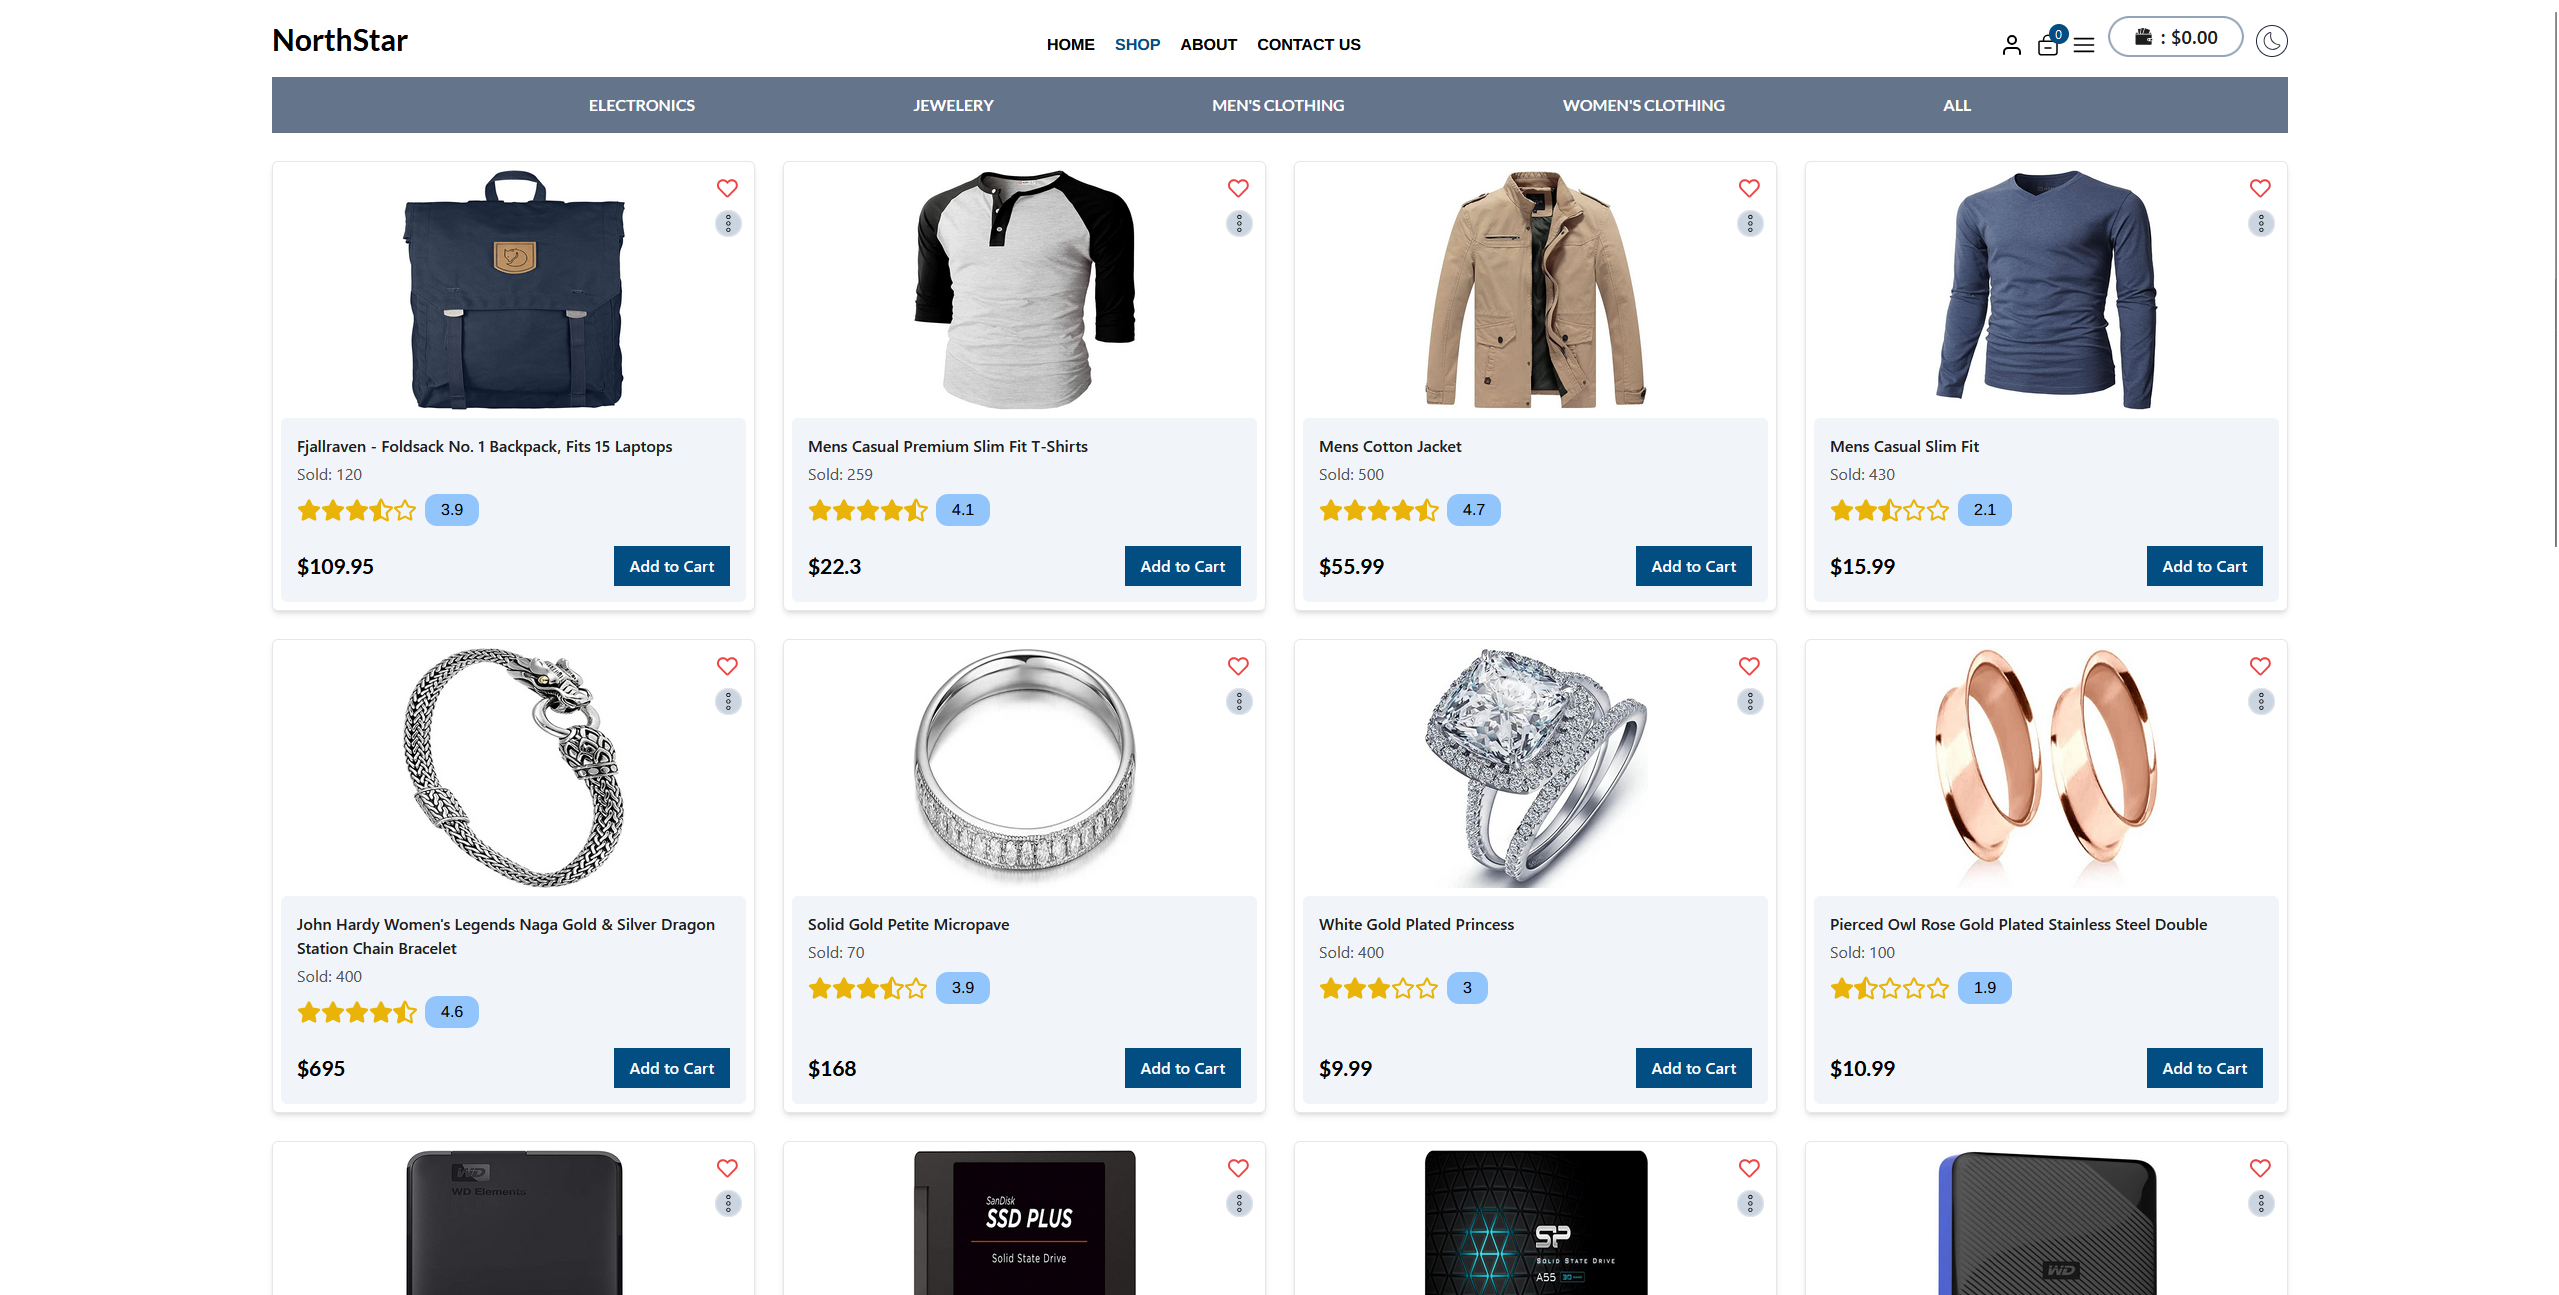 NorthStar
HOME SHOP ABOUT CONTACT US
0
: $0.00
ELECTRONICS JEWELERY MEN'S CLOTHING WOMEN'S CLOTHING ALL
Fjallraven - Foldsack No. 1 Backpack, Fits 15 Laptops
Sold: 120
3.9
$109.95
Add to Cart
Mens Casual Premium Slim Fit T-Shirts
Sold: 259
4.1
$22.3
Add to Cart
Mens Cotton Jacket
Sold: 500
4.7
$55.99
Add to Cart
Mens Casual Slim Fit
Sold: 430
2.1
$15.99
Add to Cart
John Hardy Women's Legends Naga Gold & Silver Dragon
Station Chain Bracelet
Sold: 400
4.6
$695
Add to Cart
Solid Gold Petite Micropave
Sold: 70
3.9
$168
Add to Cart
White Gold Plated Princess
Sold: 400
3
$9.99
Add to Cart
Pierced Owl Rose Gold Plated Stainless Steel Double
Sold: 100
1.9
$10.99
Add to Cart
WD
WD Elements
SanDisk
SSD PLUS
Solid State Drive
SP
SOLID STATE DRIVE
A55
WD